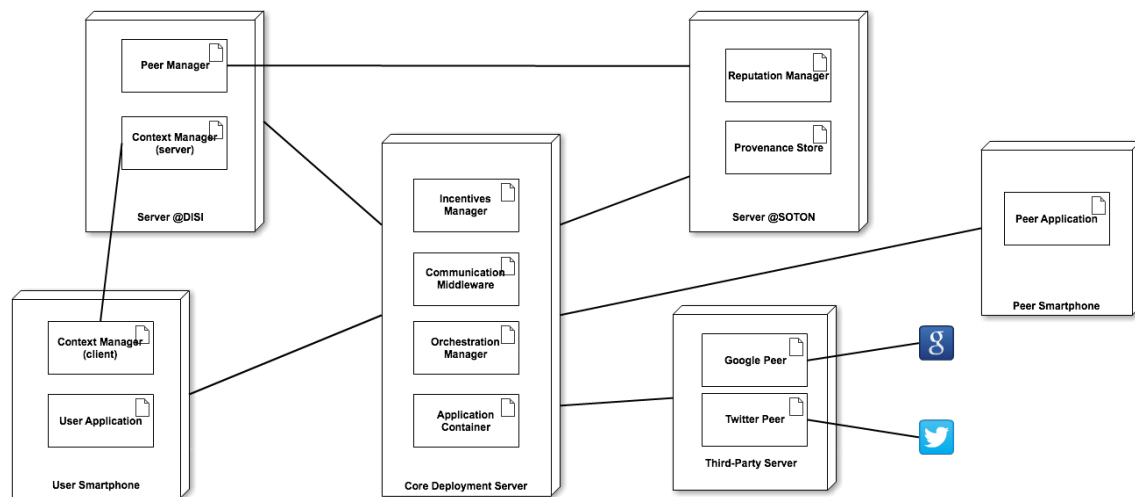 Peer Manager
Context Manager
(server)
Server @DISI
Reputation Manager
Provenance Store
Server @SOTON
Incentives
Manager
Communication
Middleware
Orchestration
Manager
Application
Container
Core Deployment Server
Peer Application
Peer Smartphone
Context Manager
(client)
User Application
User Smartphone
Google Peer
Twitter Peer
Third-Party Server
g